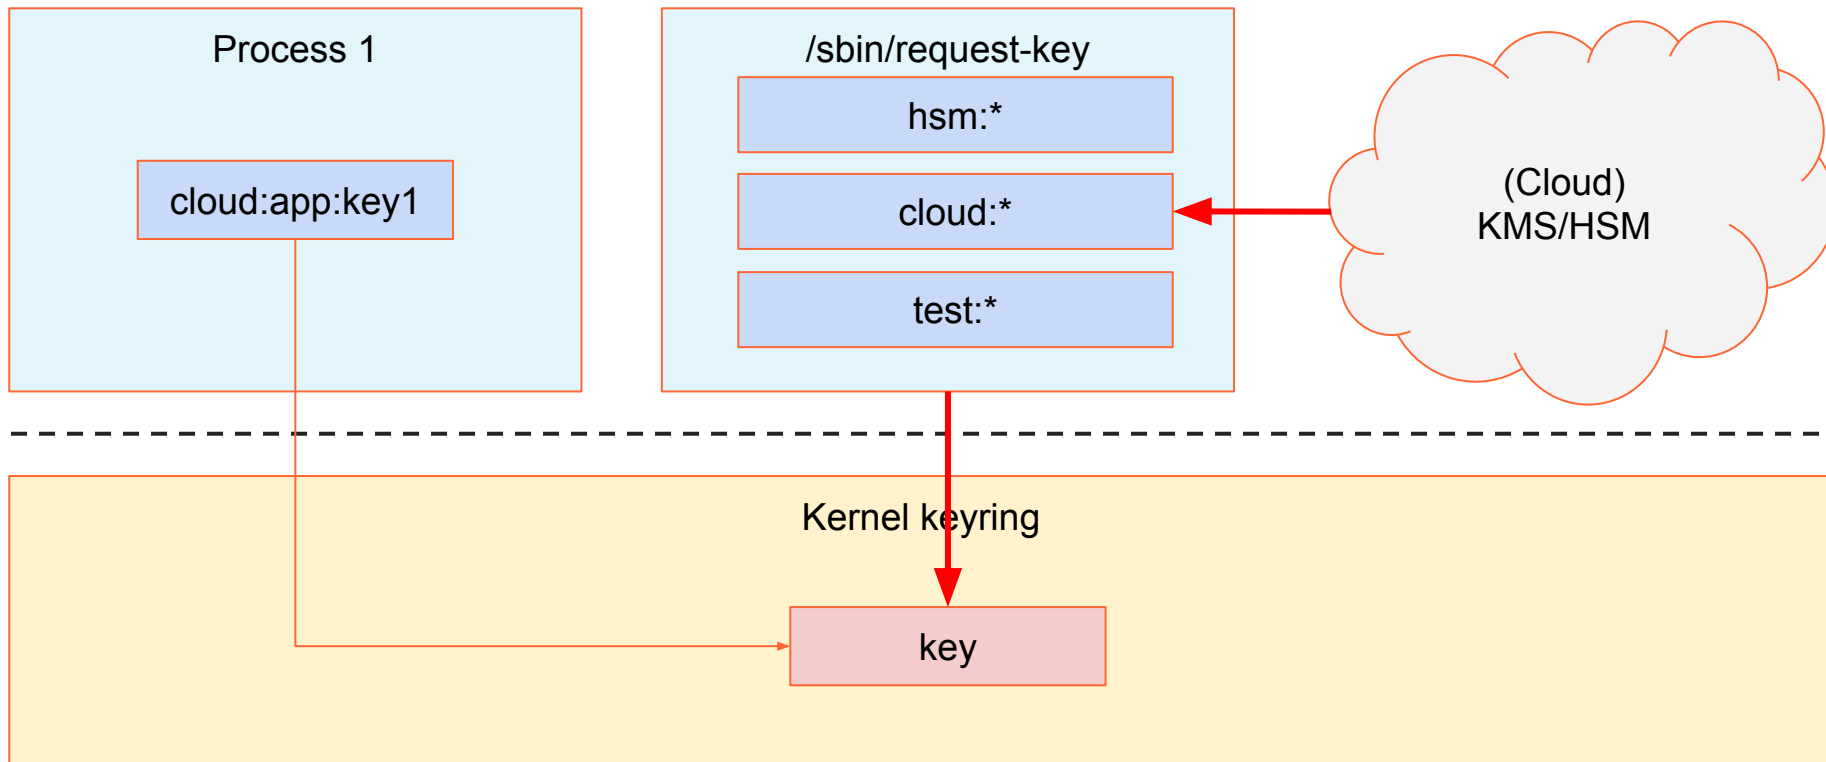 Process 1
cloud:app:key1
/sbin/request-key
hsm:*
cloud:*
test:*
(Cloud)
KMS/HSM
Kernel keyring
key